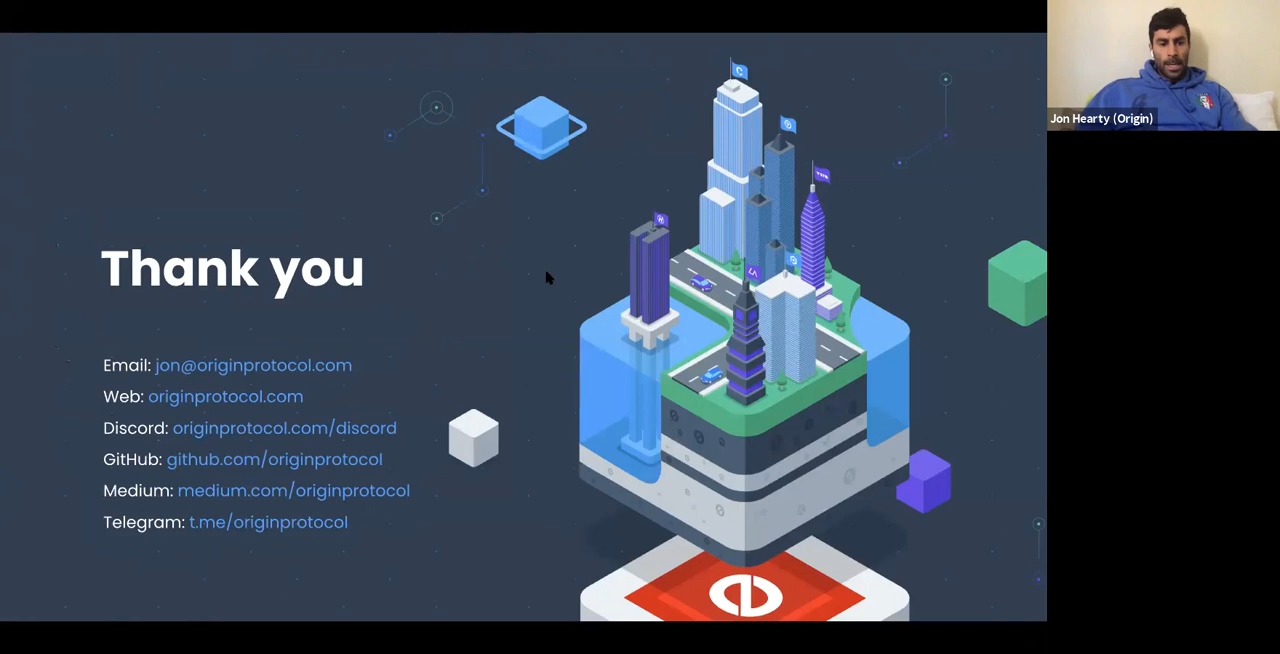 Thank you
Email: jon@originprotocol.com
Web: originprotocol.com
Discord: originprotocol.com/discord
GitHub: github.com/originprotocol
Medium: medium.com/originprotocol
Telegram: t.me/originprotocol
Jon Hearty (Origin)